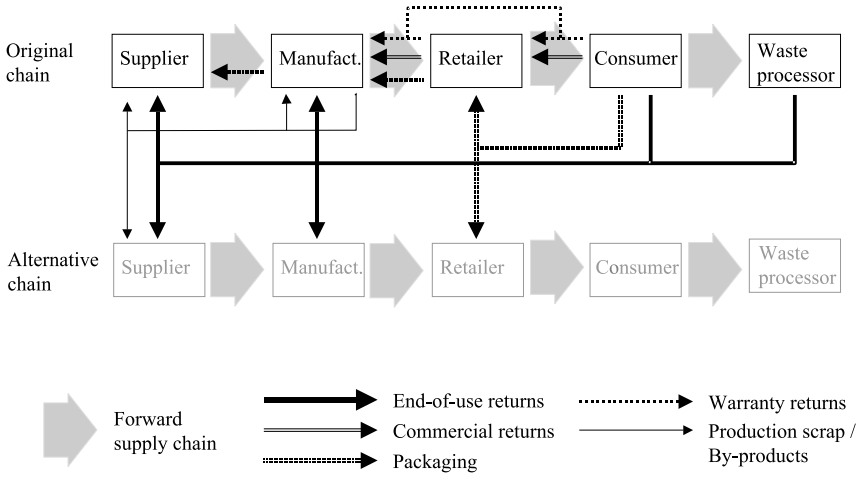 Original
chain
Supplier
Manufact.
Retailer
Consumer
Waste
processor
Alternative
chain
Supplier
Manufact.
Retailer
Consumer
Waste
processor
Forward
supply chain
End-of-use returns
Commercial returns
Packaging
Warranty returns
Production scrap /
By-products